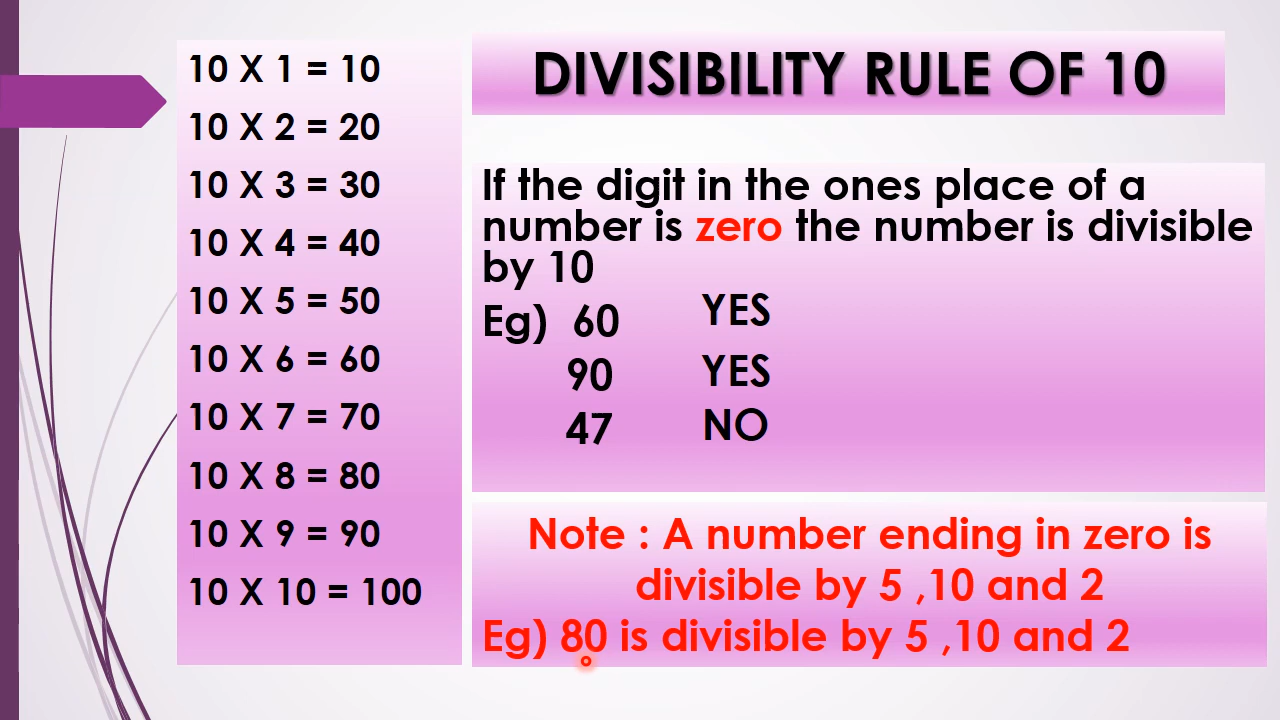 10 X 1 = 10
10 X 2 = 20
10 X 3 = 30
10 X 4 = 40
10 X 5 = 50
10 X 6 = 60
10 X 7 = 70
10 X 8 = 80
10 X 9 = 90
10 X 10 = 100
DIVISIBILITY RULE OF 10
If the digit in the ones place of a
number is zero the number is divisible
by 10
Eg) 60 YES
90 YES
47 NO
Note : A number ending in zero is
divisible by 5 ,10 and 2
Eg) 80 is divisible by 5 ,10 and 2